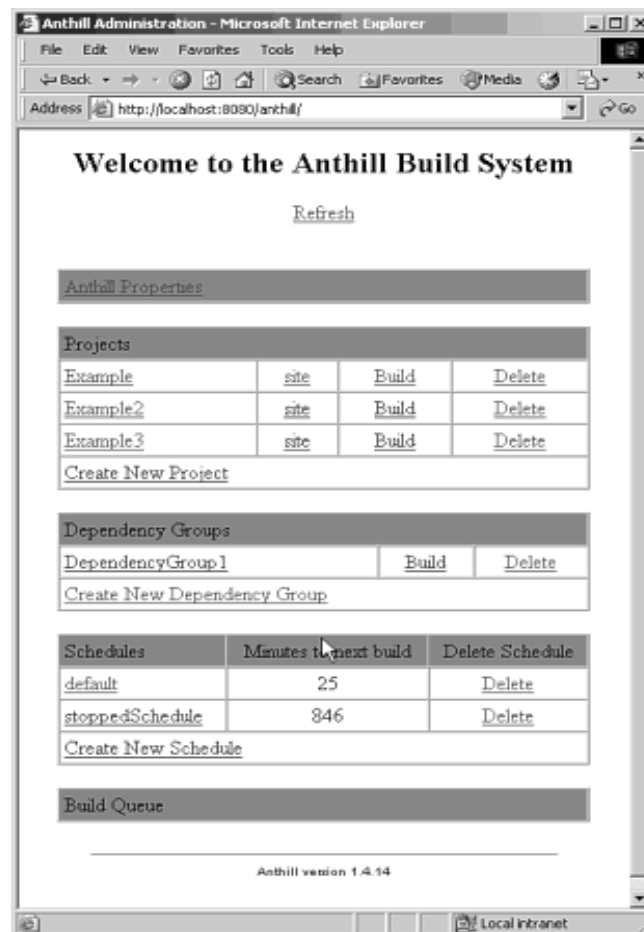 Anthill Administration - Microsoft Internet Explorer
File Edit View Favorites Tools Help
Back Search Favorites Media
Address http://localhost:8080/anthill/ Go
Welcome to the Anthill Build System
Refresh
Anthill Properties
Projects
Example site Build Delete
Example2 site Build Delete
Example3 site Build Delete
Create New Project
Dependency Groups
DependencyGroup1 Build Delete
Create New Dependency Group
Schedules Minutes to next build Delete Schedule
default 25 Delete
stoppedSchedule 846 Delete
Create New Schedule
Build Queue
Anthill version 1.4.14
Local intranet